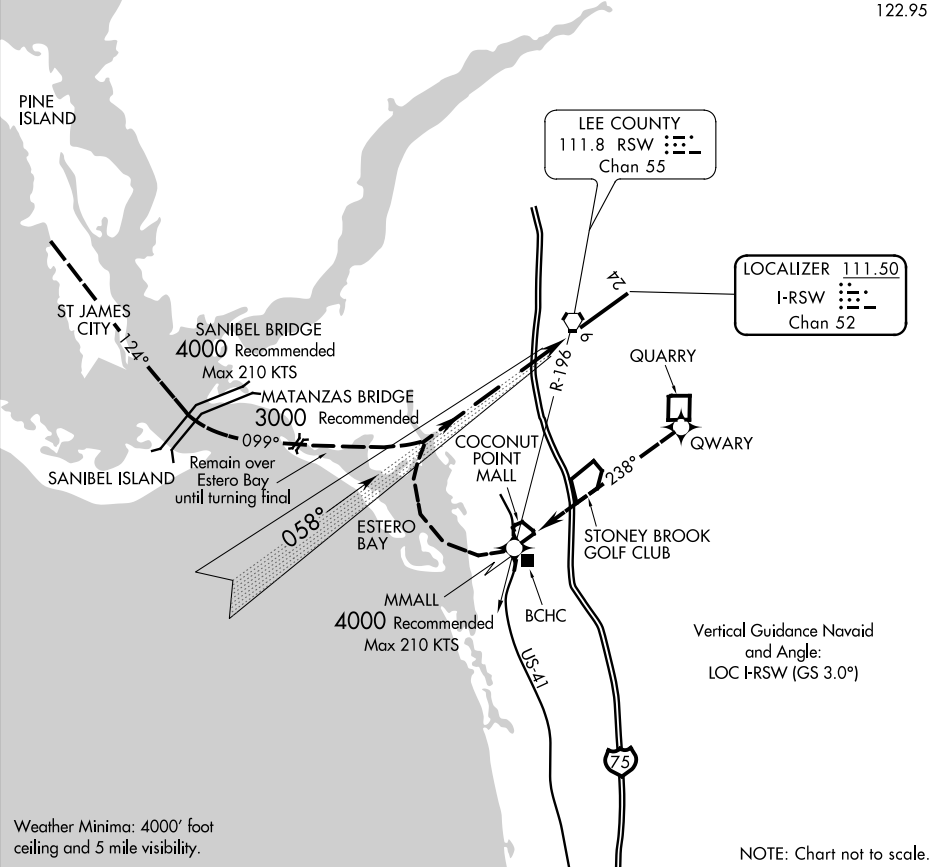 122.95
PINE
ISLAND
LEE COUNTY
111.8 RSW
Chan 55
LOCALIZER 111.50
I-RSW
Chan 52
24
6
R-196
ST JAMES
CITY
124°
SANIBEL BRIDGE
4000 Recommended
Max 210 KTS
MATANZAS BRIDGE
3000 Recommended
099°
Remain over
Estero Bay
until turning final
SANIBEL ISLAND
058°
ESTERO
BAY
COCONUT
POINT
MALL
QUARRY
QWARY
238°
STONEY BROOK
GOLF CLUB
MMALL
4000 Recommended
Max 210 KTS
BCHC
US-41
Vertical Guidance Navaid
and Angle:
LOC I-RSW (GS 3.0°)
75
Weather Minima: 4000' foot
ceiling and 5 mile visibility.
NOTE: Chart not to scale.